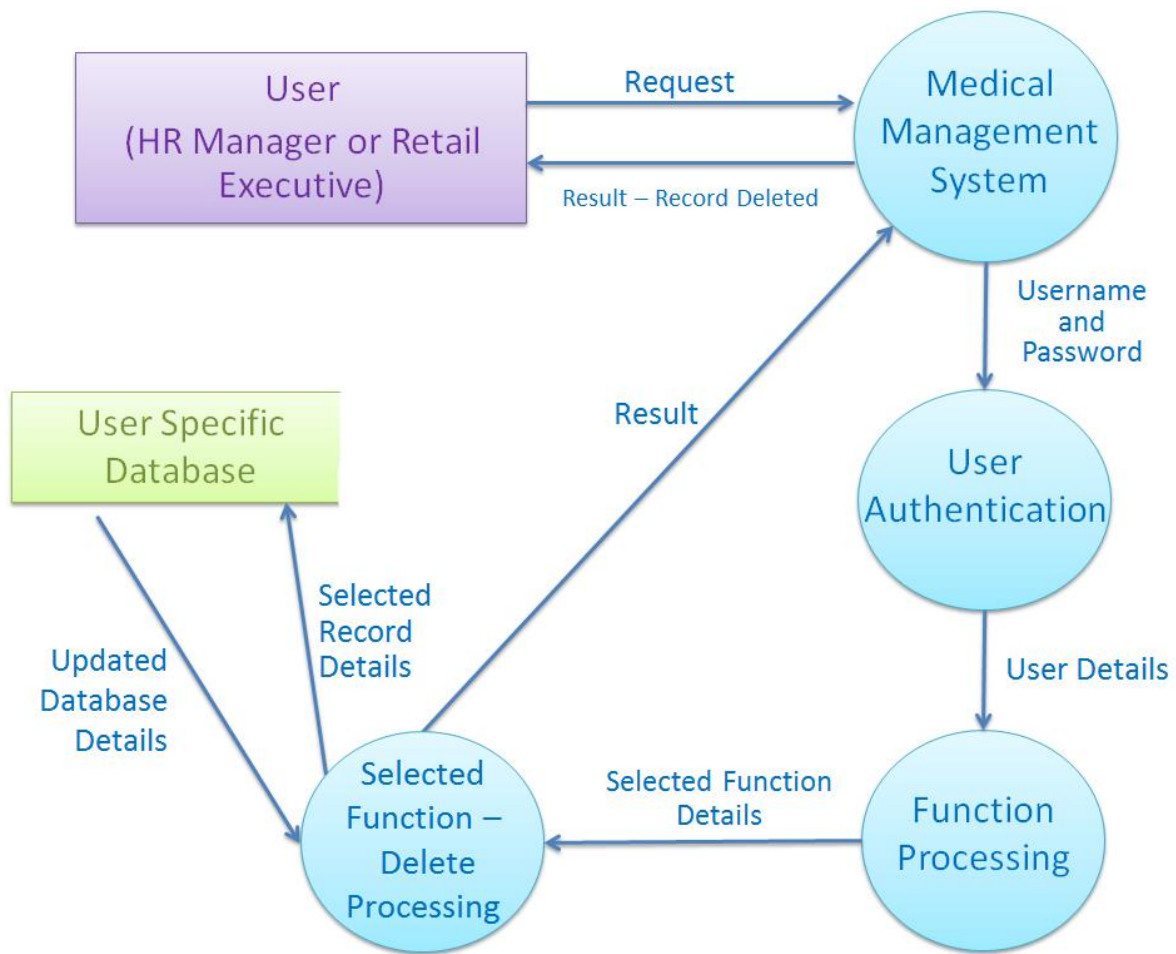 User
(HR Manager or Retail
Executive)
Request
Result – Record Deleted
Medical
Management
System
Username
and
Password
User
Authentication
User Details
Function
Processing
Selected Function
Details
Selected
Function –
Delete
Processing
Result
User Specific
Database
Selected
Record
Details
Updated
Database
Details